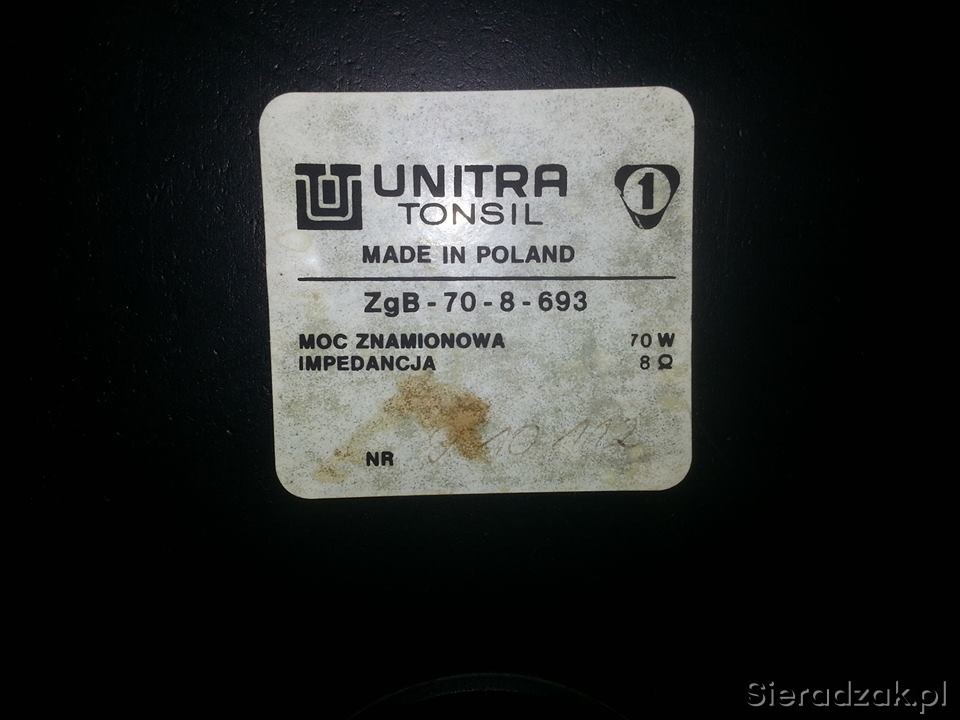 UNITRA
TONSIL
1
MADE IN POLAND
ZgB-70-8-693
MOC ZNAMIONOWA 70 W
IMPEDANCJA 8 Ω
NR
Sieradzak.pl